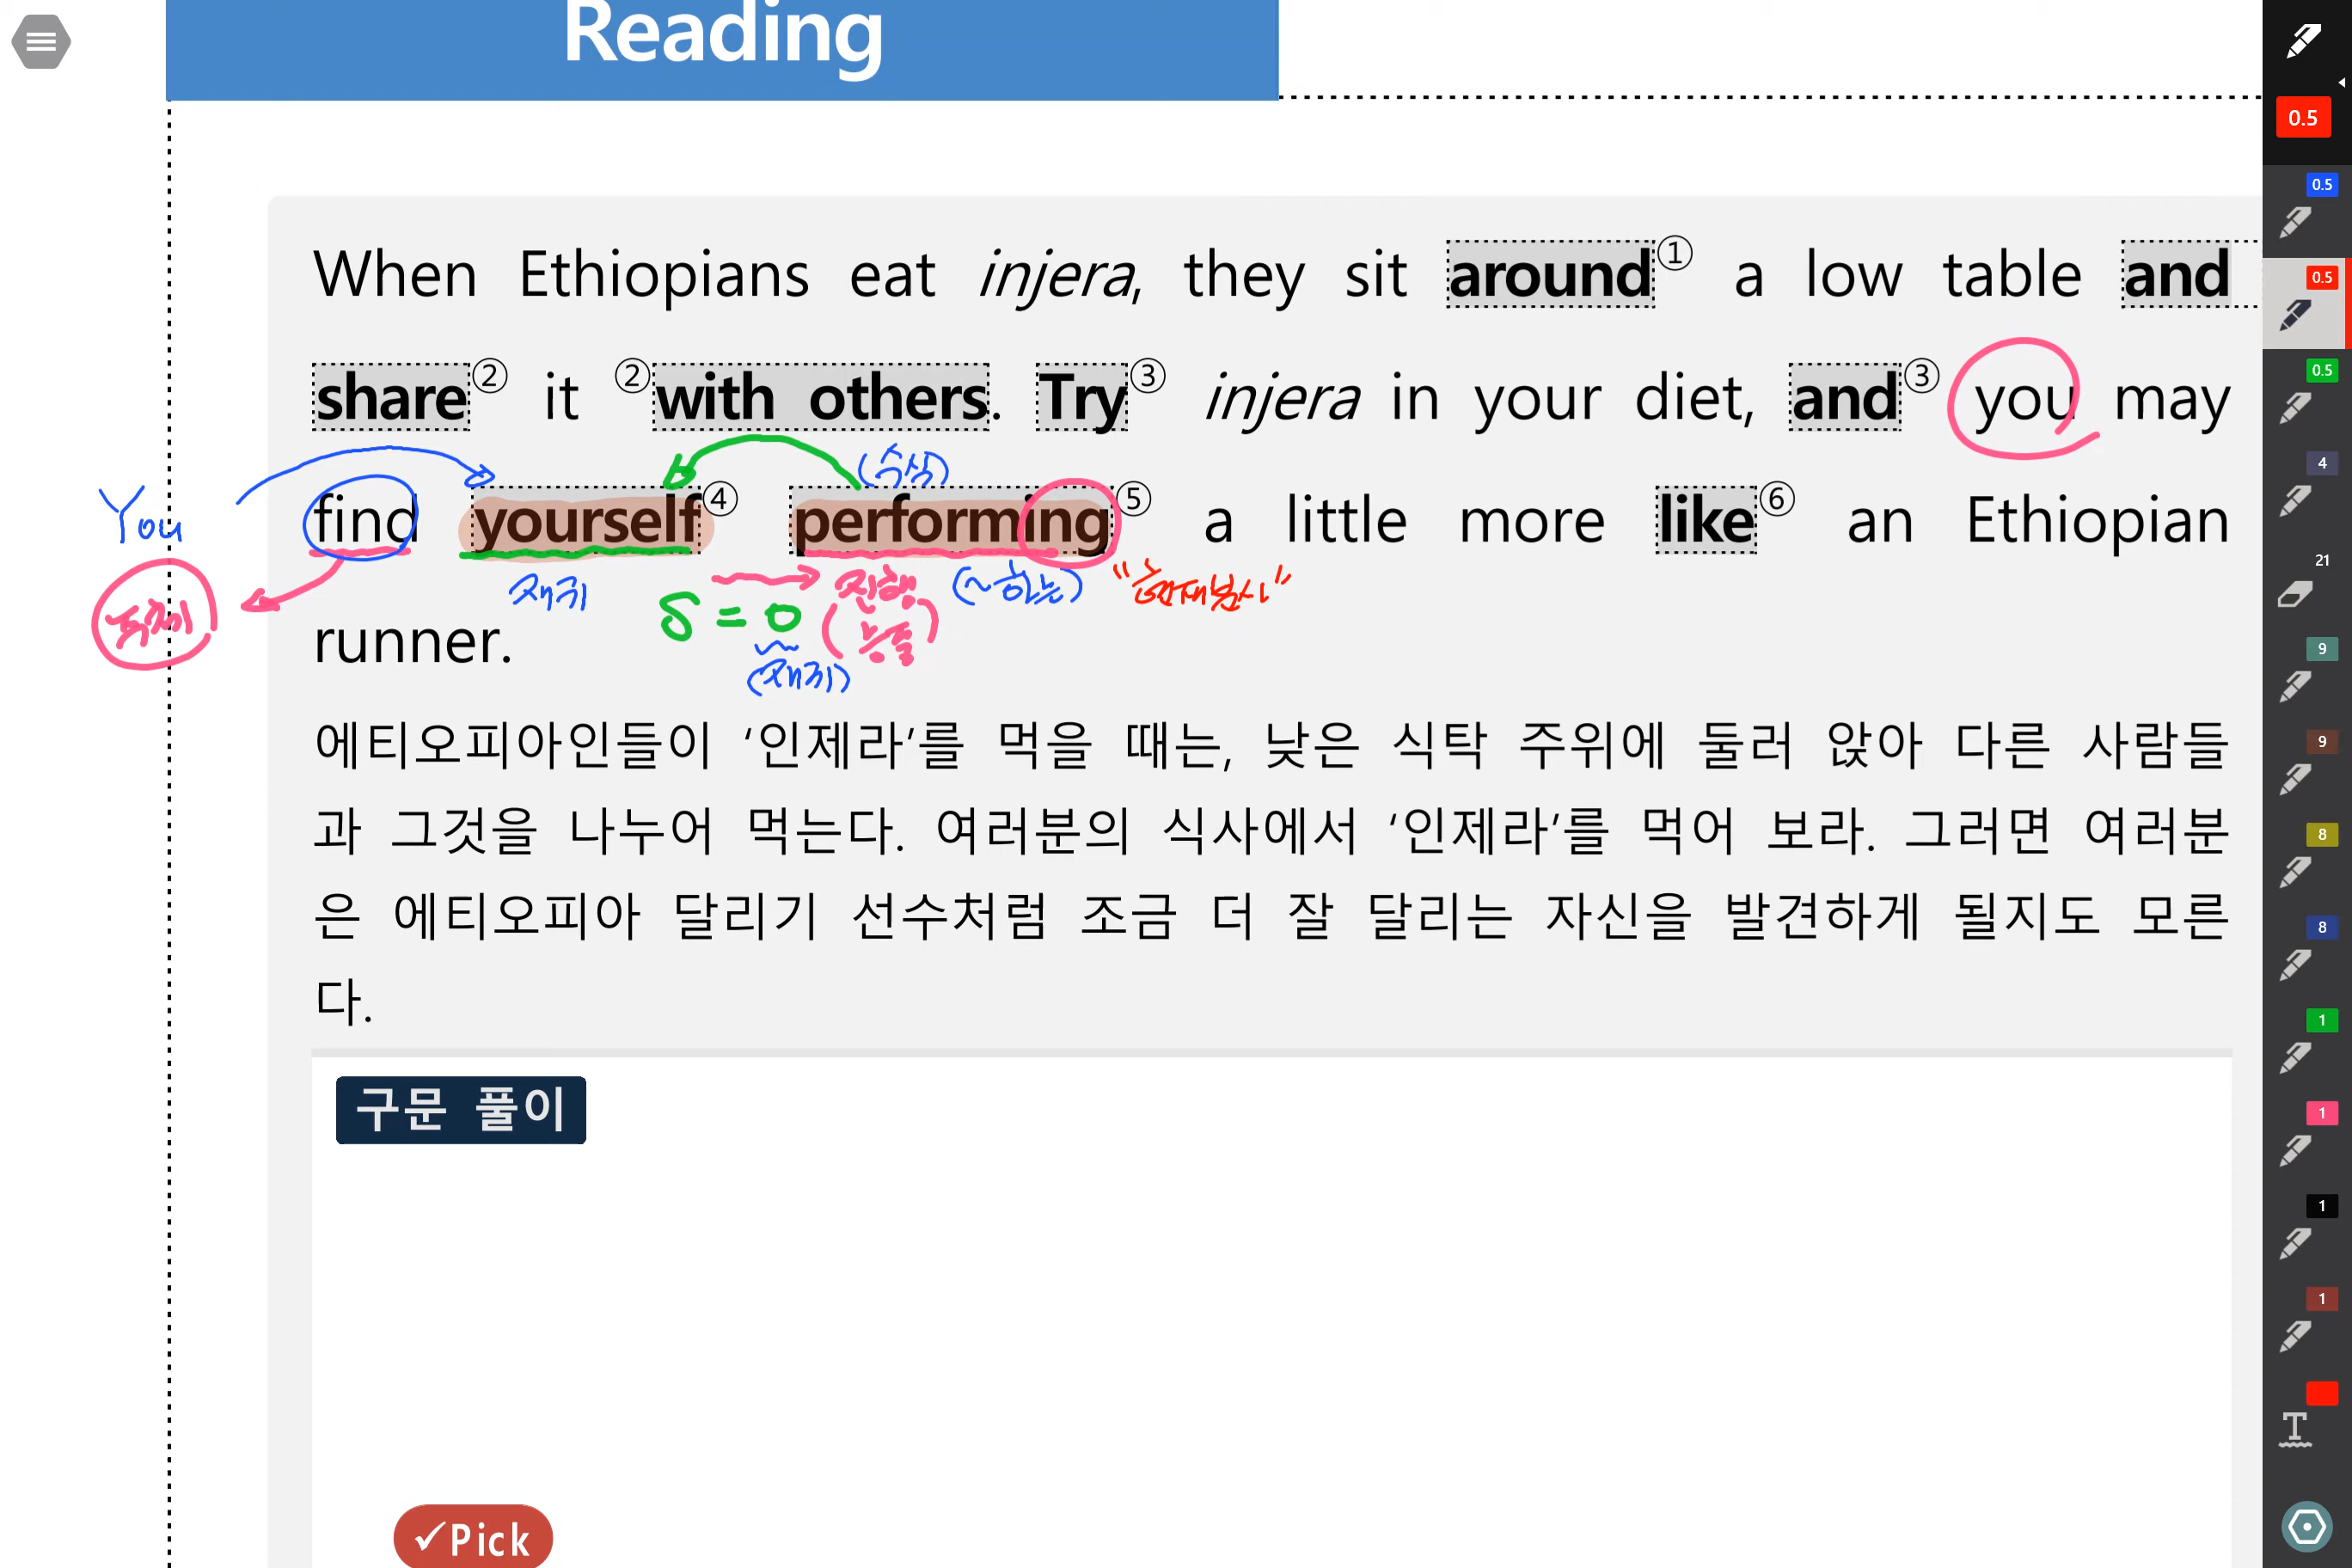 Reading
0.5
0.5
0.5
0.5
4
21
9
9
8
8
1
1
1
1
When Ethiopians eat injera, they sit around① a low table and
share② it ②with others. Try③ injera in your diet, and③ you may
(수식)
You
find yourself④ performing⑤ a little more like⑥ an Ethiopian
주체
재귀
S = O
(재귀)
(능동)
(~하는)
"현재분사"
runner.
에티오피아인들이 ‘인제라’를 먹을 때는, 낮은 식탁 주위에 둘러 앉아 다른 사람들
과 그것을 나누어 먹는다. 여러분의 식사에서 ‘인제라’를 먹어 보라. 그러면 여러분
은 에티오피아 달리기 선수처럼 조금 더 잘 달리는 자신을 발견하게 될지도 모른
다.
구문 풀이
✓Pick